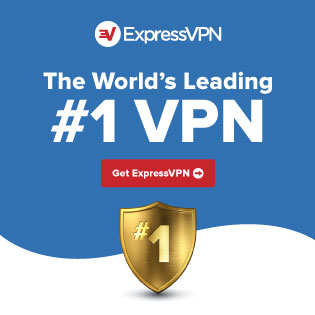 ExpressVPN
The World's Leading
#1 VPN
Get ExpressVPN
#1